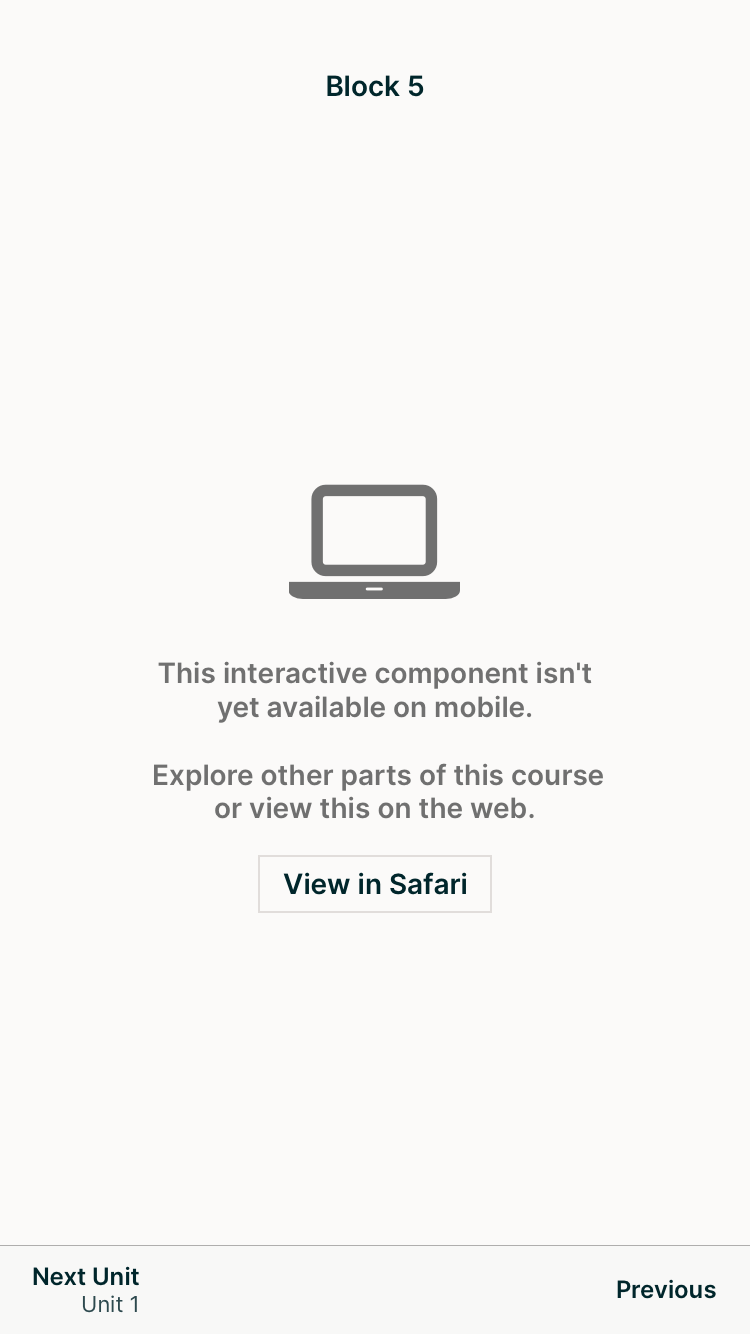 Block 5
This interactive component isn't
yet available on mobile.
Explore other parts of this course
or view this on the web.
View in Safari
Next Unit
Unit 1
Previous